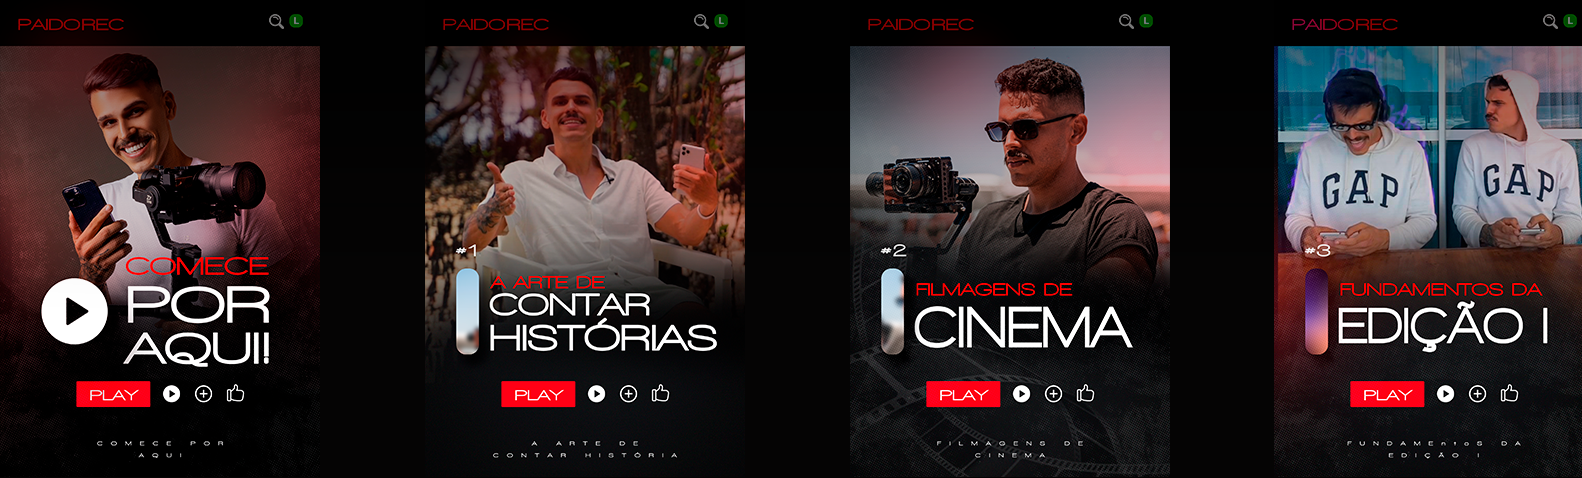 PAIDOREC
L
COMECE
POR
AQUI!
PLAY
COMECE POR
AQUI
PAIDOREC
L
#1
A ARTE DE
CONTAR
HISTÓRIAS
PLAY
A ARTE DE
CONTAR HISTÓRIA
PAIDOREC
L
#2
FILMAGENS DE
CINEMA
PLAY
FILMAGENS DE
CINEMA
PAIDOREC
L
GAP
GAP
#3
FUNDAMENTOS DA
EDIÇÃO I
PLAY
FUNDAMEntoS DA
EDIÇÃO I